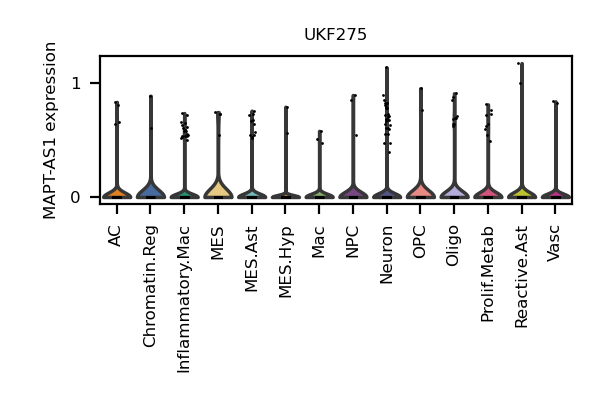 UKF275
MAPT-AS1 expression
1
0
AC
Chromatin.Reg
Inflammatory.Mac
MES
MES.Ast
MES.Hyp
Mac
NPC
Neuron
OPC
Oligo
Prolif.Metab
Reactive.Ast
Vasc